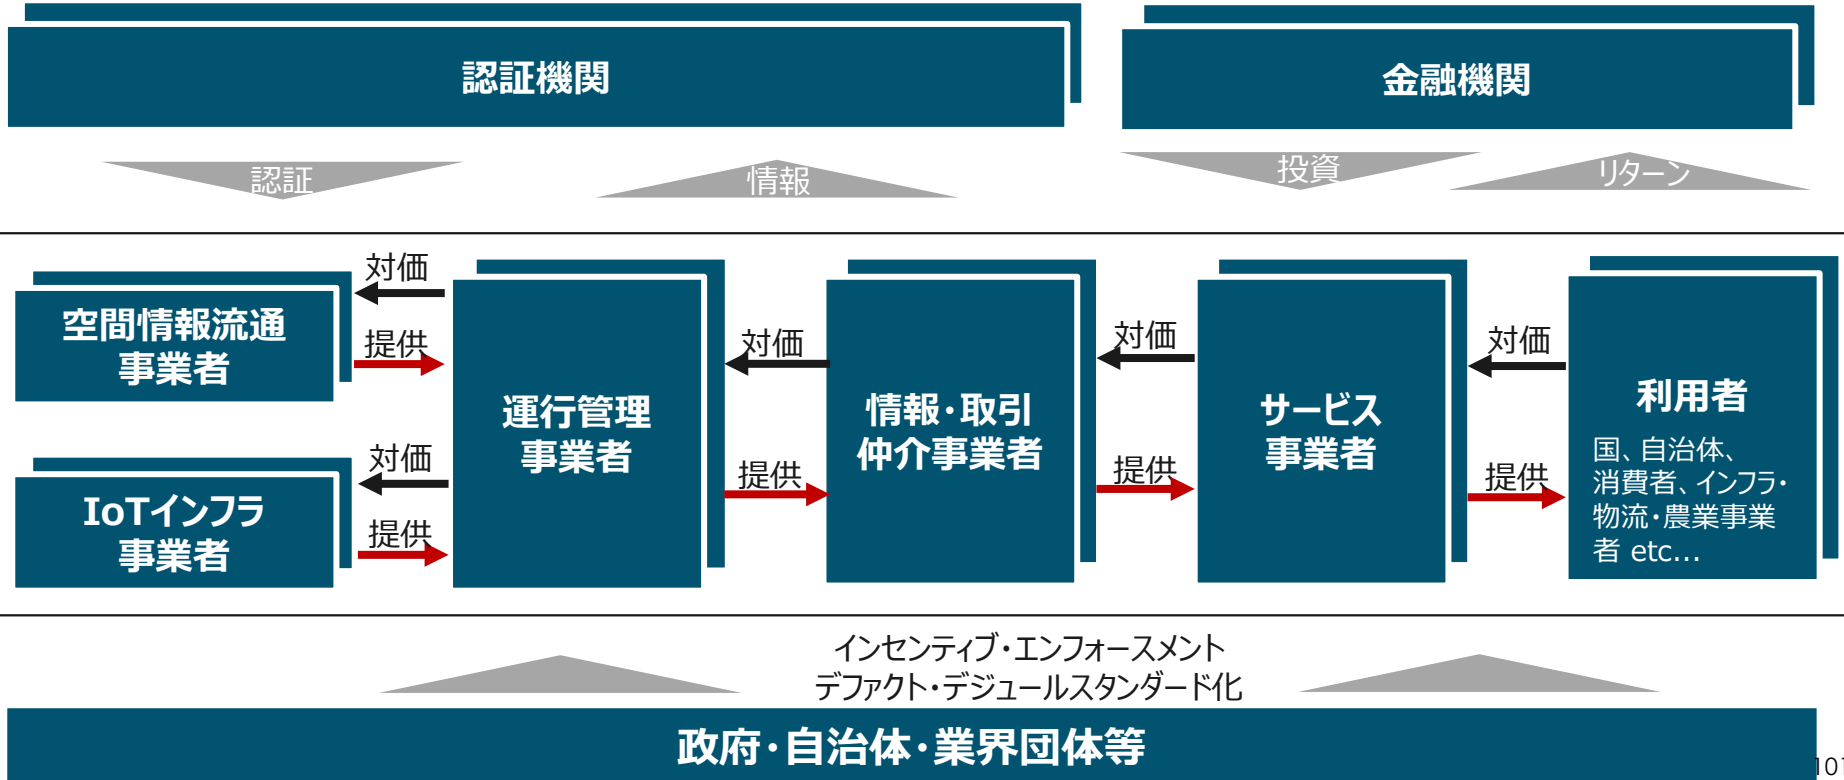 認証機関
金融機関
認証
情報
投資
リターン
対価
空間情報流通
事業者
提供
対価
IoTインフラ
事業者
提供
運行管理
事業者
対価
提供
情報・取引
仲介事業者
対価
提供
サービス
事業者
対価
提供
利用者
国、自治体、
消費者、インフラ・
物流・農業事業
者 etc…
インセンティブ・エンフォースメント
デファクト・デジュールスタンダード化
政府・自治体・業界団体等